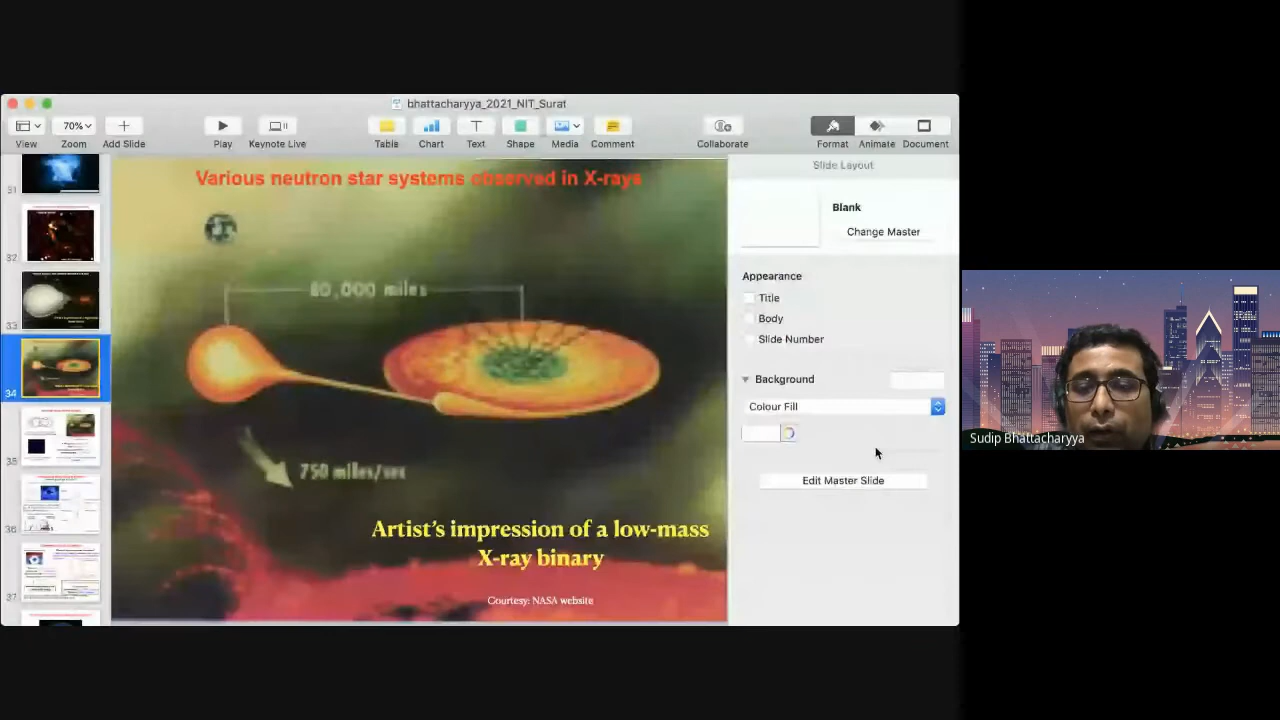 bhattacharyya_2021_NIT_Surat
70%
View
Zoom
Add Slide
Play
Keynote Live
Table
Chart
Text
Shape
Media
Comment
Collaborate
Format
Animate
Document
Slide Layout
Blank
Change Master
Appearance
Title
Body
Slide Number
Background
Colour Fill
Edit Master Slide
31
32
33
34
35
36
37
Various neutron star systems observed in X-rays
80,000 miles
750 miles/sec
Artist's impression of a low-mass
X-ray binary
Courtesy: NASA website
Sudip Bhattacharyya